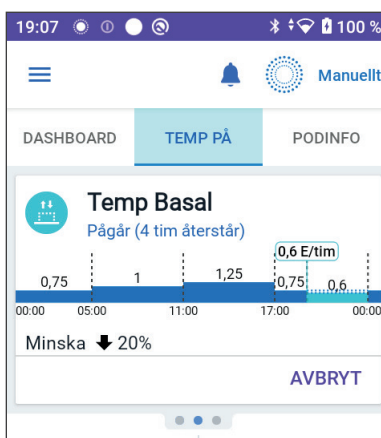 19:07 100 %
Manuellt
DASHBOARD TEMP PÅ PODINFO
Temp Basal
Pågår (4 tim återstår)
0,6 E/tim
0,75 1 1,25 0,75 0,6
00:00 05:00 11:00 17:00 00:00
Minska 20%
AVBRYT